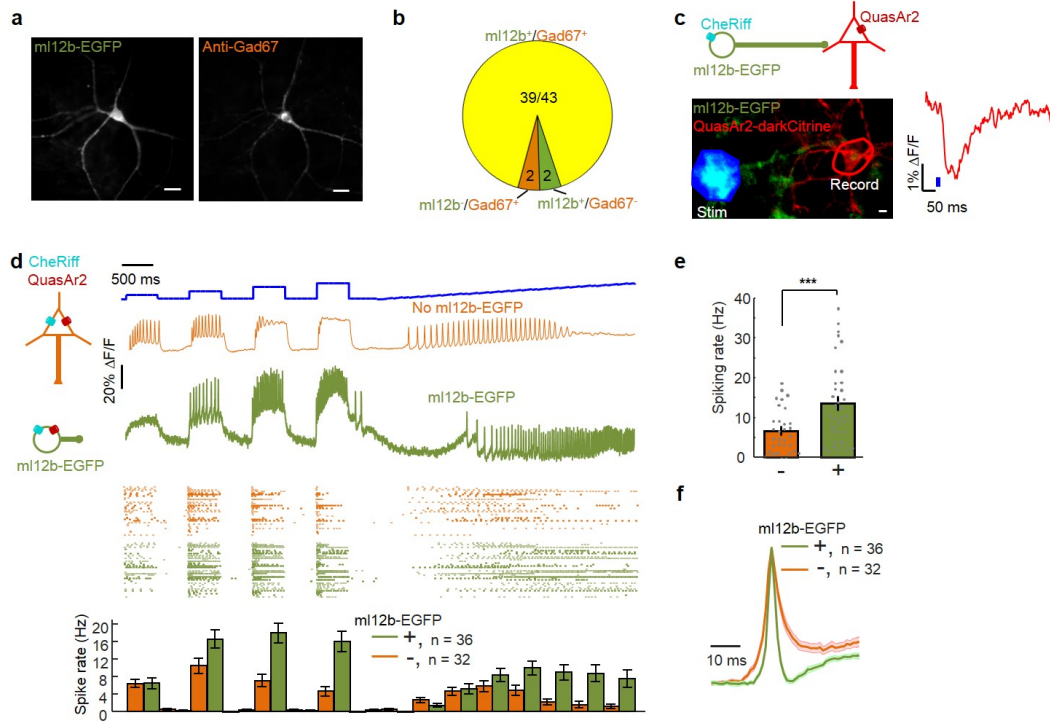 a
ml12b-EGFP
Anti-Gad67
b
ml12b⁺/Gad67⁺
39/43
2
2
ml12b⁻/Gad67⁺
ml12b⁺/Gad67⁻
c
CheRiff
QuasAr2
ml12b-EGFP
ml12b-EGFP
QuasAr2-darkCitrine
Record
Stim
1% ΔF/F
50 ms
d
CheRiff
QuasAr2
500 ms
No ml12b-EGFP
20% ΔF/F
ml12b-EGFP
ml12b-EGFP
Spike rate (Hz)
20
16
12
8
4
0
ml12b-EGFP
+, n = 36
-, n = 32
e
***
Spiking rate (Hz)
40
30
20
10
0
- +
f
ml12b-EGFP
+, n = 36
-, n = 32
10 ms